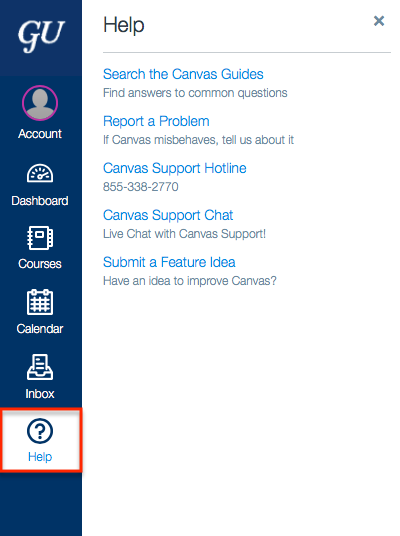 GU
Account
Dashboard
Courses
Calendar
Inbox
Help
Help
Search the Canvas Guides
Find answers to common questions
Report a Problem
If Canvas misbehaves, tell us about it
Canvas Support Hotline
855-338-2770
Canvas Support Chat
Live Chat with Canvas Support!
Submit a Feature Idea
Have an idea to improve Canvas?